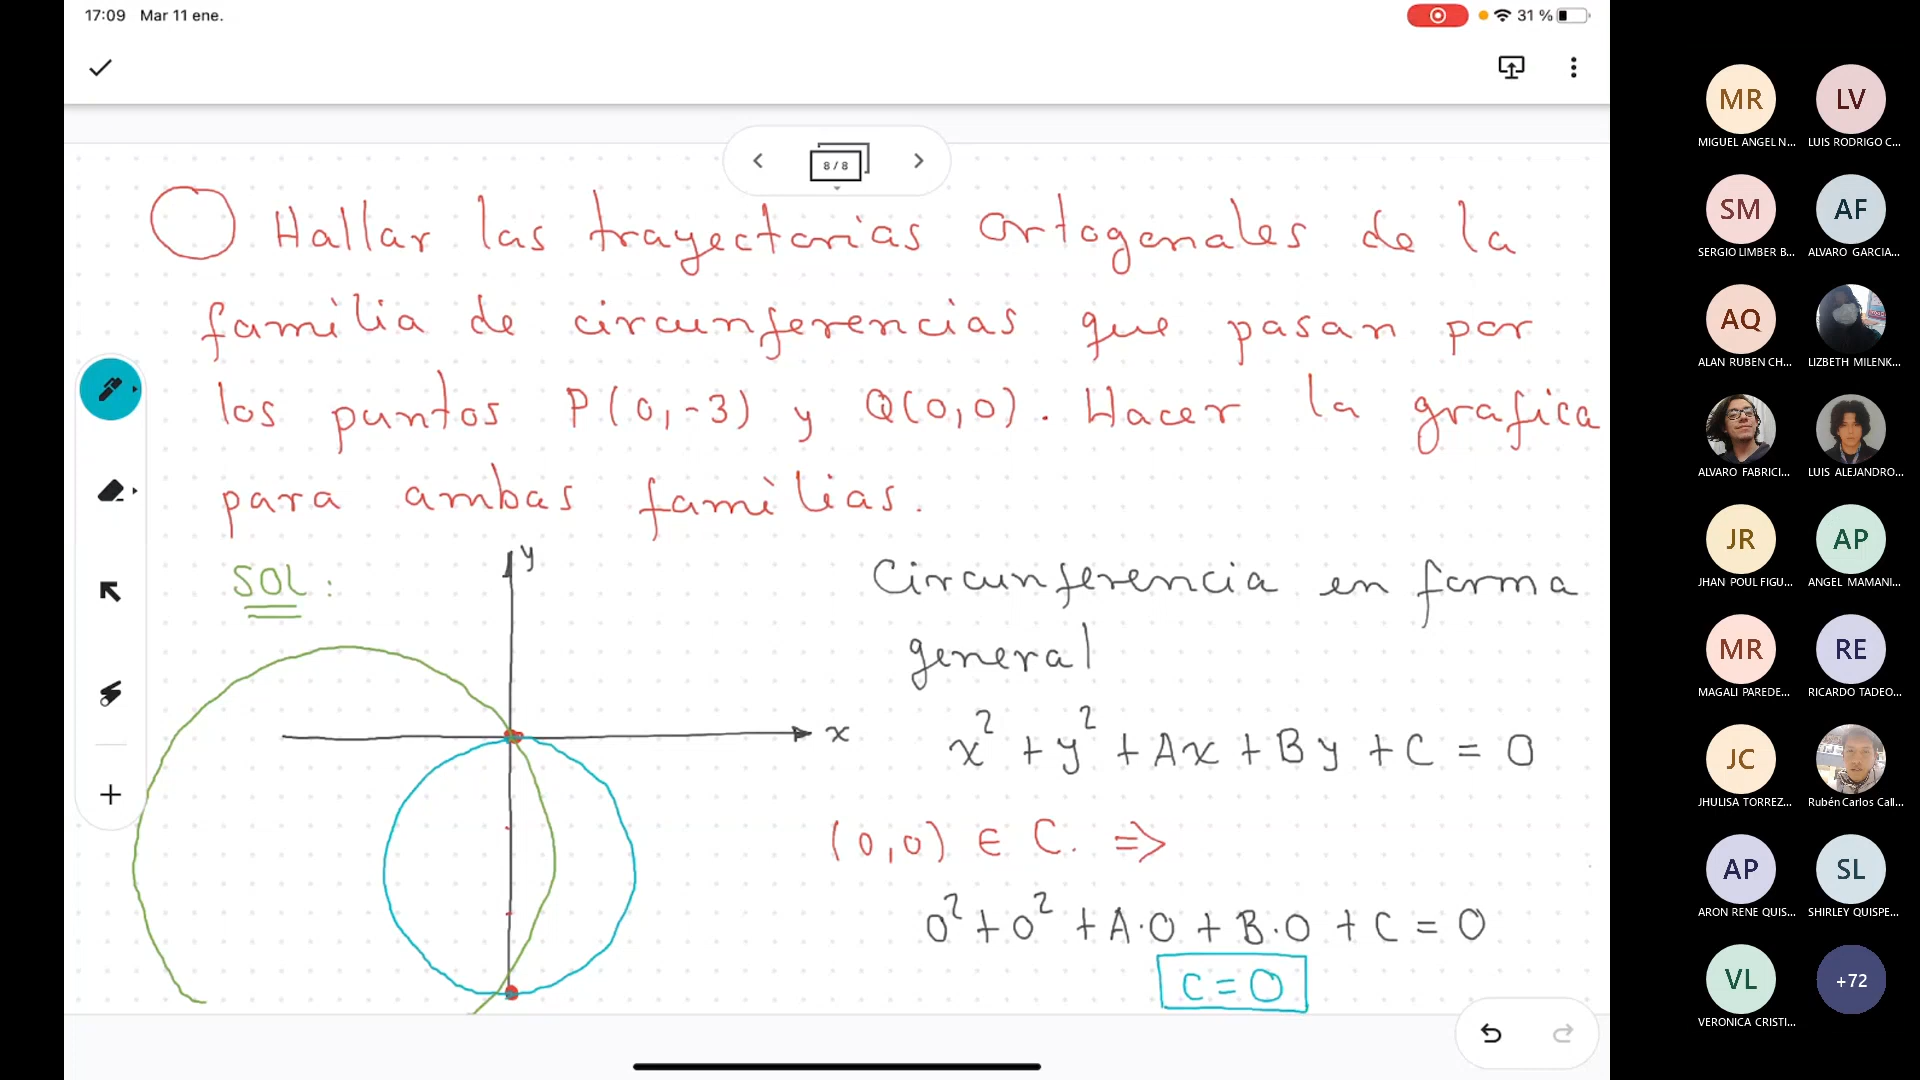 17:09 Mar 11 ene.
31 %
8 / 8
Hallar las trayectorias ortogonales de la
familia de circunferencias que pasan por
los puntos P(0,-3) y Q(0,0). Hacer la grafica
para ambas familias.
SOL:
y
x
Circunferencia en forma
general
x² + y² + Ax + By + C = 0
(0,0) ∈ C. =>
0² + 0² + A·0 + B·0 + C = 0
C = 0
MR
MIGUEL ANGEL N...
LV
LUIS RODRIGO C...
SM
SERGIO LIMBER B...
AF
ALVARO GARCIA...
AQ
ALAN RUBEN CH...
LIZBETH MILENK...
ALVARO FABRICI...
LUIS ALEJANDRO...
JR
JHAN POUL FIGU...
AP
ANGEL MAMANI...
MR
MAGALI PAREDE...
RE
RICARDO TADEO...
JC
JHULISA TORREZ...
Rubén Carlos Call...
AP
ARON RENE QUIS...
SL
SHIRLEY QUISPE...
VL
VERONICA CRISTI...
+72